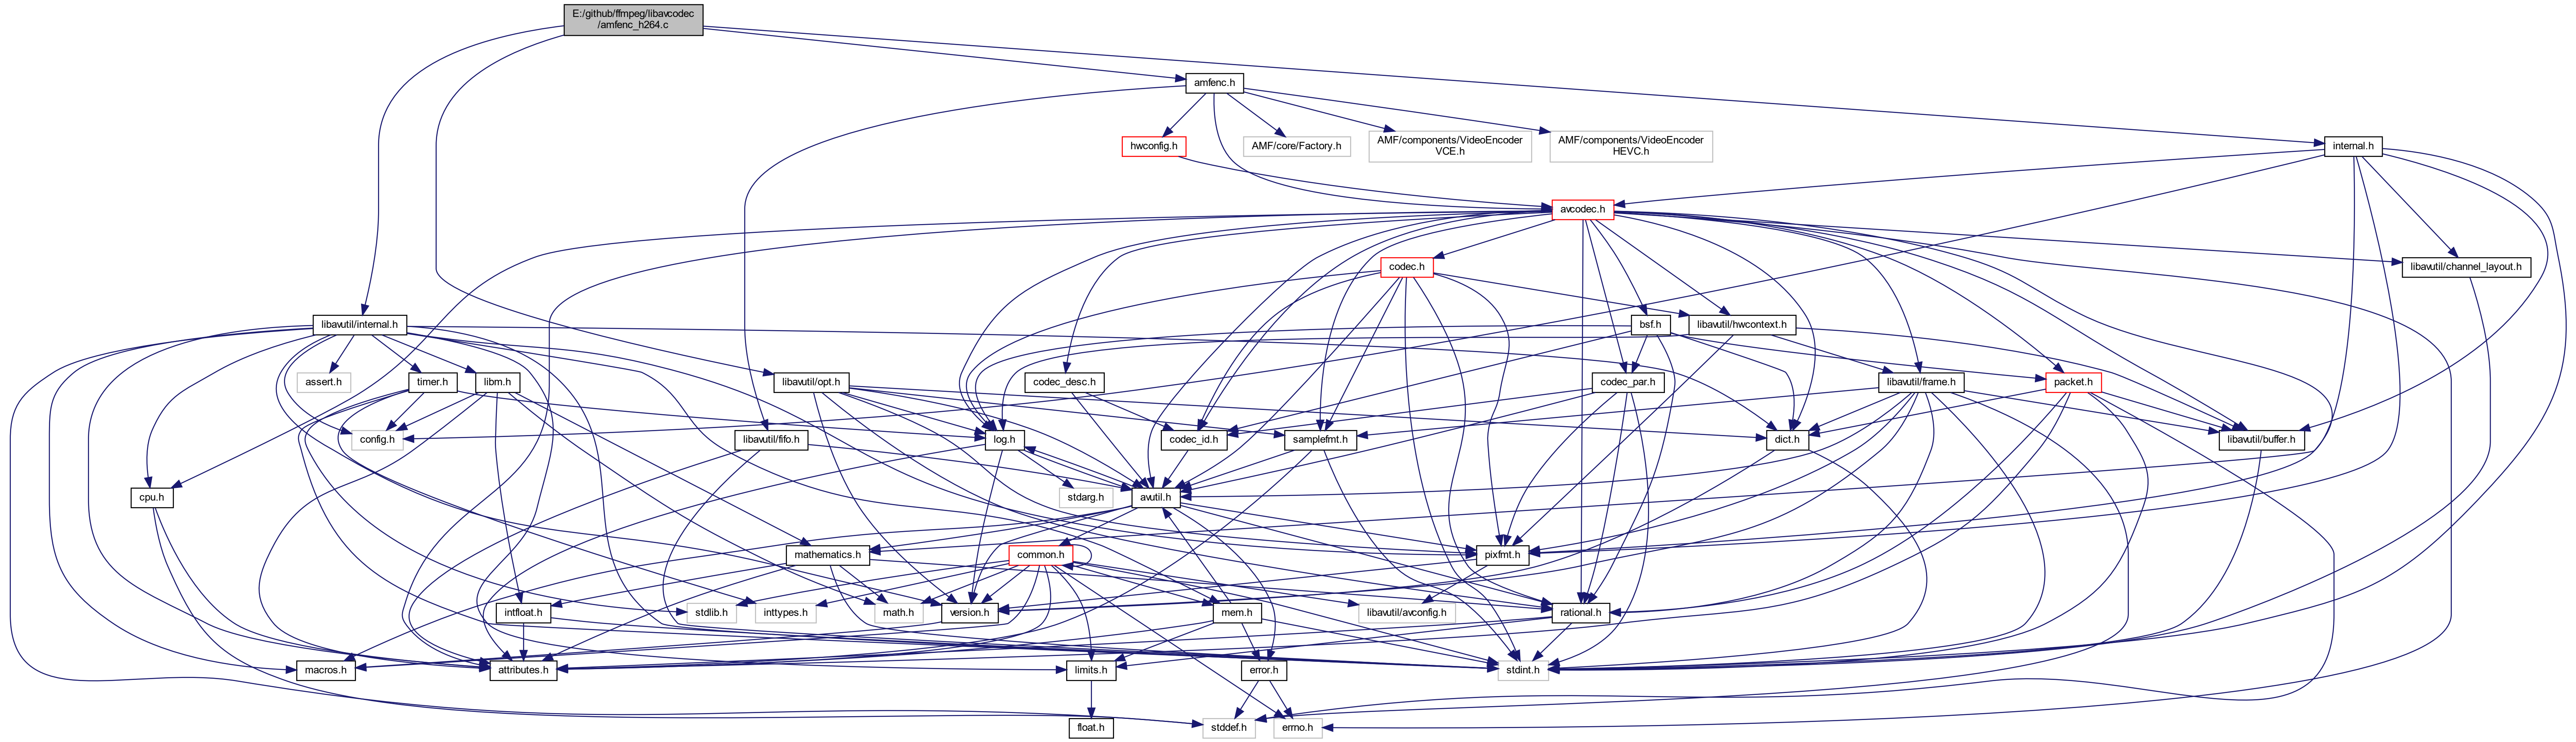 E:/github/ffmpeg/libavcodec
/amfenc_h264.c
amfenc.h
hwconfig.h
AMF/core/Factory.h
AMF/components/VideoEncoder
VCE.h
AMF/components/VideoEncoder
HEVC.h
internal.h
avcodec.h
codec.h
libavutil/channel_layout.h
libavutil/internal.h
bsf.h
libavutil/hwcontext.h
assert.h
timer.h
libm.h
libavutil/opt.h
codec_desc.h
codec_par.h
libavutil/frame.h
packet.h
config.h
libavutil/fifo.h
log.h
codec_id.h
samplefmt.h
dict.h
libavutil/buffer.h
cpu.h
stdarg.h
avutil.h
mathematics.h
common.h
pixfmt.h
intfloat.h
stdlib.h
inttypes.h
math.h
version.h
mem.h
libavutil/avconfig.h
rational.h
macros.h
attributes.h
limits.h
error.h
stdint.h
float.h
stddef.h
errno.h